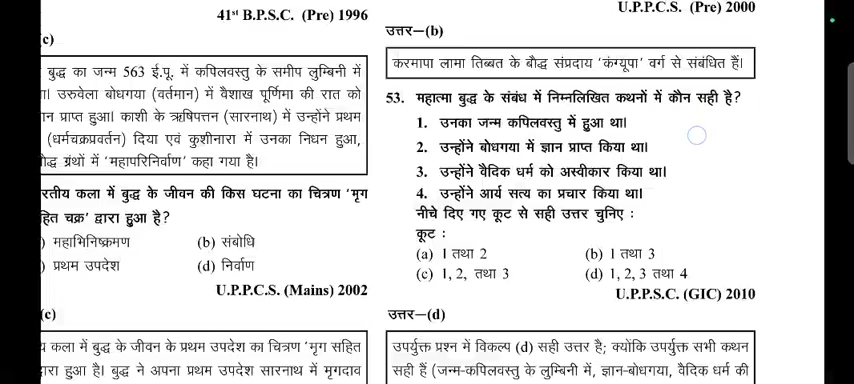 41st B.P.S.C. (Pre) 1996
(c)
बुद्ध का जन्म 563 ई.पू. में कपिलवस्तु के समीप लुम्बिनी में
उरुवेला बोधगया (वर्तमान) में वैशाख पूर्णिमा की रात को
प्राप्त हुआ। काशी के ऋषिपत्तन (सारनाथ) में उन्होंने प्रथम
(धर्मचक्रप्रवर्तन) दिया एवं कुशीनारा में उनका निधन हुआ,
ग्रंथों में 'महापरिनिर्वाण' कहा गया है।
कला में बुद्ध के जीवन की किस घटना का चित्रण 'मृग
चक्र' द्वारा हुआ है?
) महाभिनिष्क्रमण (b) संबोधि
) प्रथम उपदेश (d) निर्वाण
U.P.P.C.S. (Mains) 2002
(c)
कला में बुद्ध के जीवन के प्रथम उपदेश का चित्रण 'मृग सहित
हुआ है। बुद्ध ने अपना प्रथम उपदेश सारनाथ में मृगदाव
U.P.P.C.S. (Pre) 2000
उत्तर–(b)
करमापा लामा तिब्बत के बौद्ध संप्रदाय 'कंग्यूपा' वर्ग से संबंधित हैं।
53. महात्मा बुद्ध के संबंध में निम्नलिखित कथनों में कौन सही है?
1. उनका जन्म कपिलवस्तु में हुआ था।
2. उन्होंने बोधगया में ज्ञान प्राप्त किया था।
3. उन्होंने वैदिक धर्म को अस्वीकार किया था।
4. उन्होंने आर्य सत्य का प्रचार किया था।
नीचे दिए गए कूट से सही उत्तर चुनिए :
कूट :
(a) 1 तथा 2 (b) 1 तथा 3
(c) 1, 2, तथा 3 (d) 1, 2, 3 तथा 4
U.P.P.S.C. (GIC) 2010
उत्तर–(d)
उपर्युक्त प्रश्न में विकल्प (d) सही उत्तर है; क्योंकि उपर्युक्त सभी कथन
सही हैं (जन्म-कपिलवस्तु के लुम्बिनी में, ज्ञान-बोधगया, वैदिक धर्म की